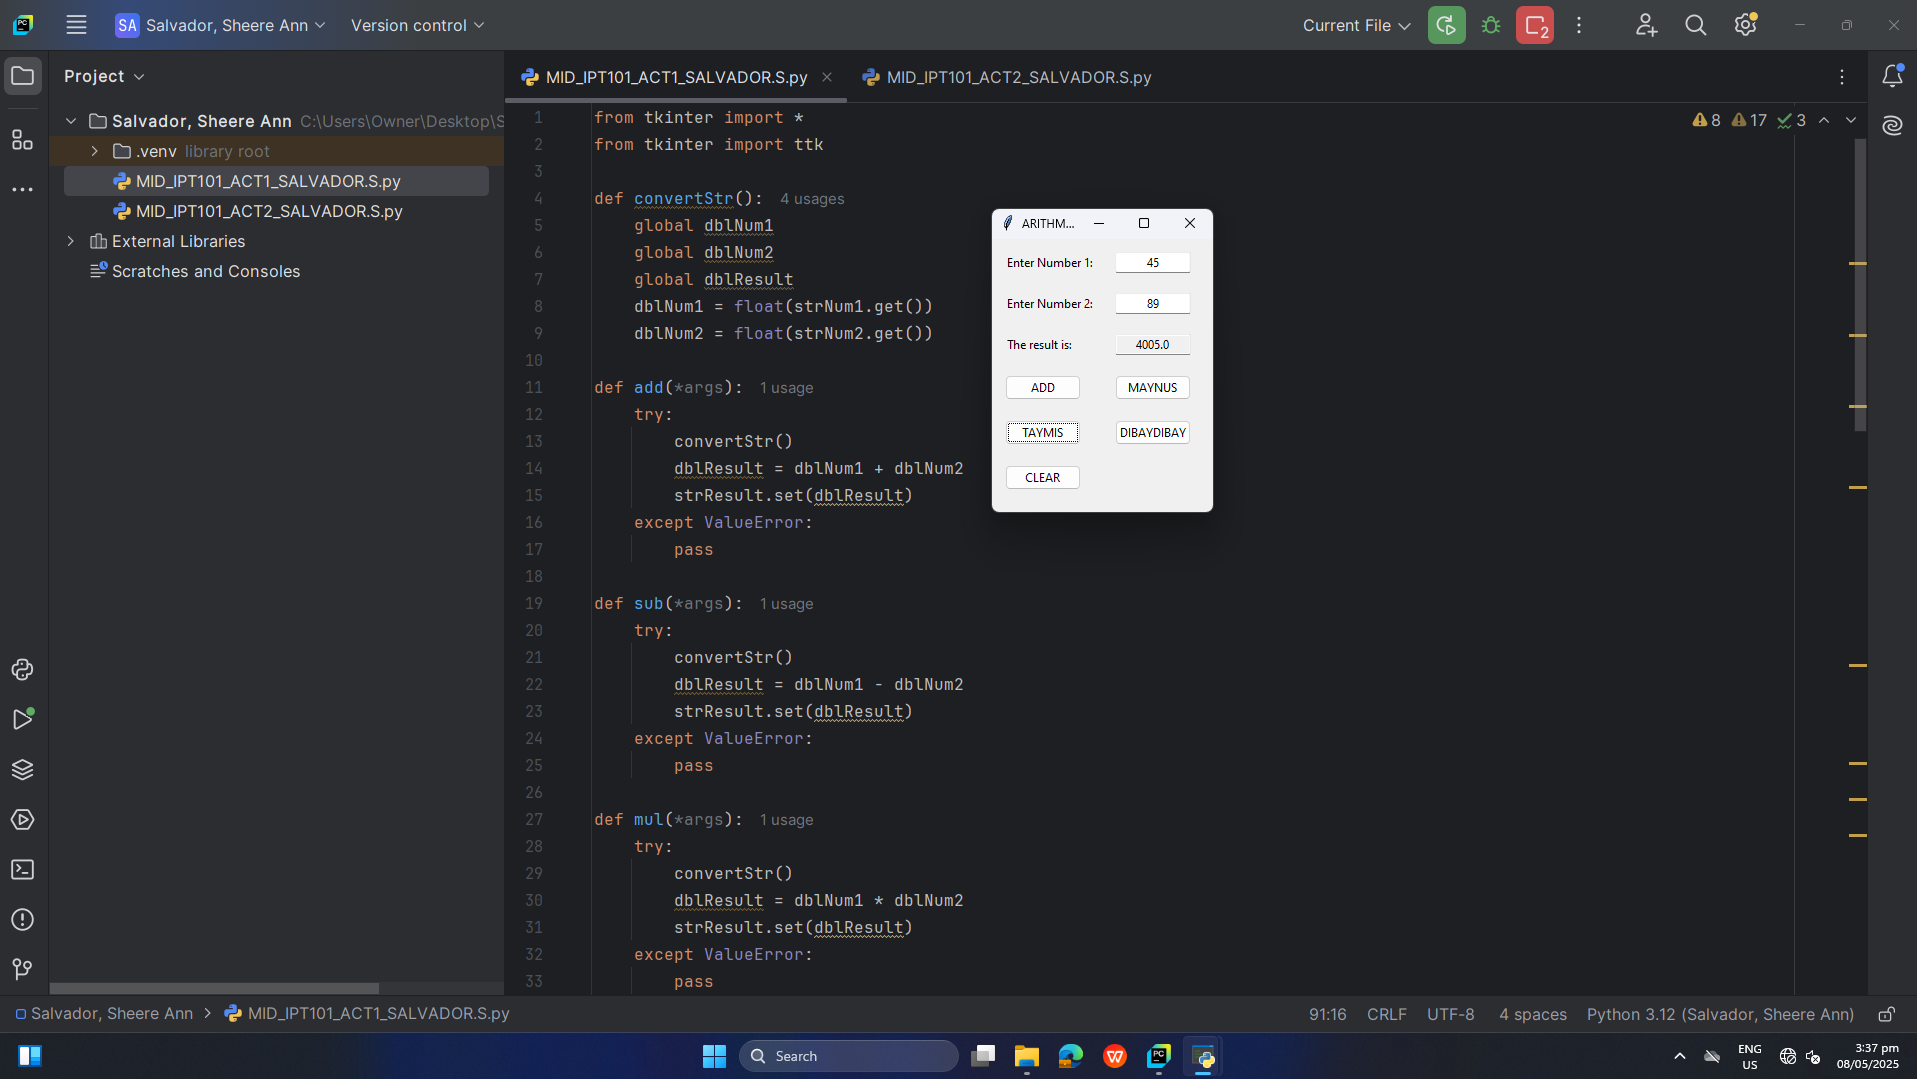 SA Salvador, Sheere Ann Version control Current File 2
Project
Salvador, Sheere Ann C:\Users\Owner\Desktop\S
.venv library root
MID_IPT101_ACT1_SALVADOR.S.py
MID_IPT101_ACT2_SALVADOR.S.py
External Libraries
Scratches and Consoles
MID_IPT101_ACT1_SALVADOR.S.py MID_IPT101_ACT2_SALVADOR.S.py
8 17 3
1 from tkinter import *
2 from tkinter import ttk
3
4 def convertStr(): 4 usages
5 global dblNum1
6 global dblNum2
7 global dblResult
8 dblNum1 = float(strNum1.get())
9 dblNum2 = float(strNum2.get())
10
11 def add(*args): 1 usage
12 try:
13 convertStr()
14 dblResult = dblNum1 + dblNum2
15 strResult.set(dblResult)
16 except ValueError:
17 pass
18
19 def sub(*args): 1 usage
20 try:
21 convertStr()
22 dblResult = dblNum1 - dblNum2
23 strResult.set(dblResult)
24 except ValueError:
25 pass
26
27 def mul(*args): 1 usage
28 try:
29 convertStr()
30 dblResult = dblNum1 * dblNum2
31 strResult.set(dblResult)
32 except ValueError:
33 pass
ARITHM...
Enter Number 1: 45
Enter Number 2: 89
The result is: 4005.0
ADD MAYNUS
TAYMIS DIBAYDIBAY
CLEAR
Salvador, Sheere Ann MID_IPT101_ACT1_SALVADOR.S.py
91:16 CRLF UTF-8 4 spaces Python 3.12 (Salvador, Sheere Ann)
Search
ENG
US
3:37 pm
08/05/2025